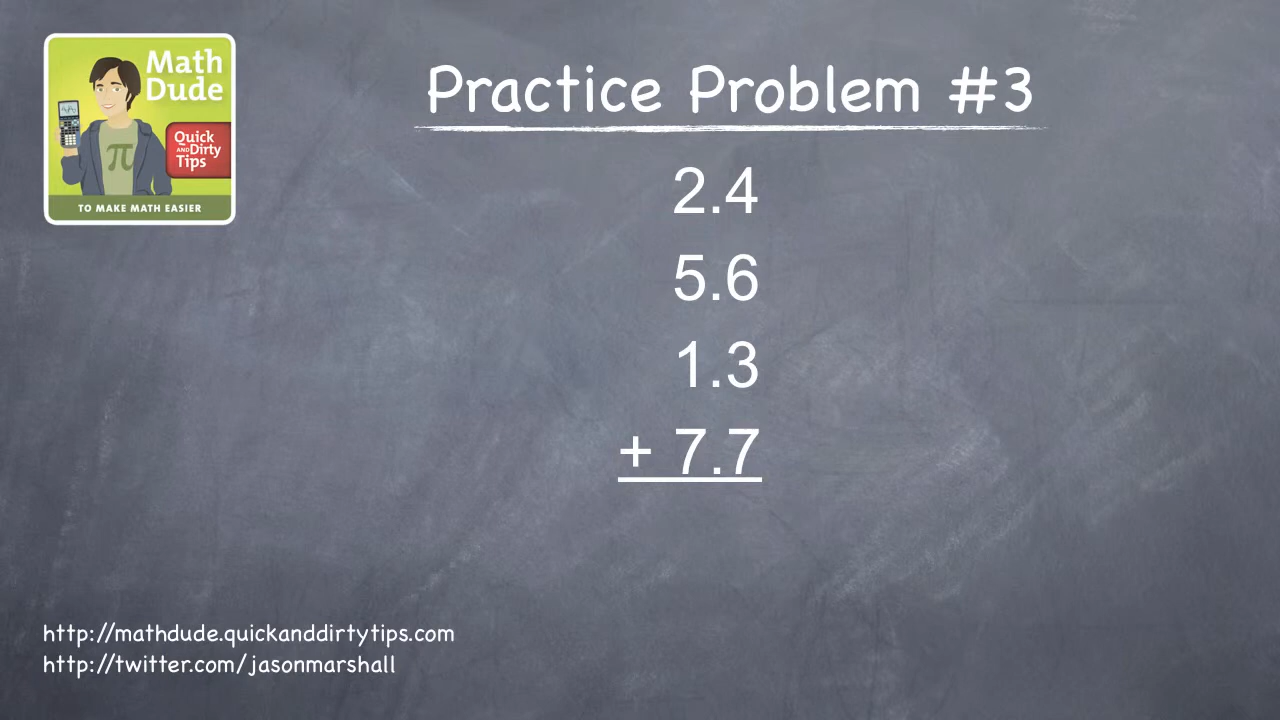 Math
Dude
Quick
AND Dirty
Tips
TO MAKE MATH EASIER
Practice Problem #3
2.4
5.6
1.3
+ 7.7
π
http://mathdude.quickanddirtytips.com
http://twitter.com/jasonmarshall